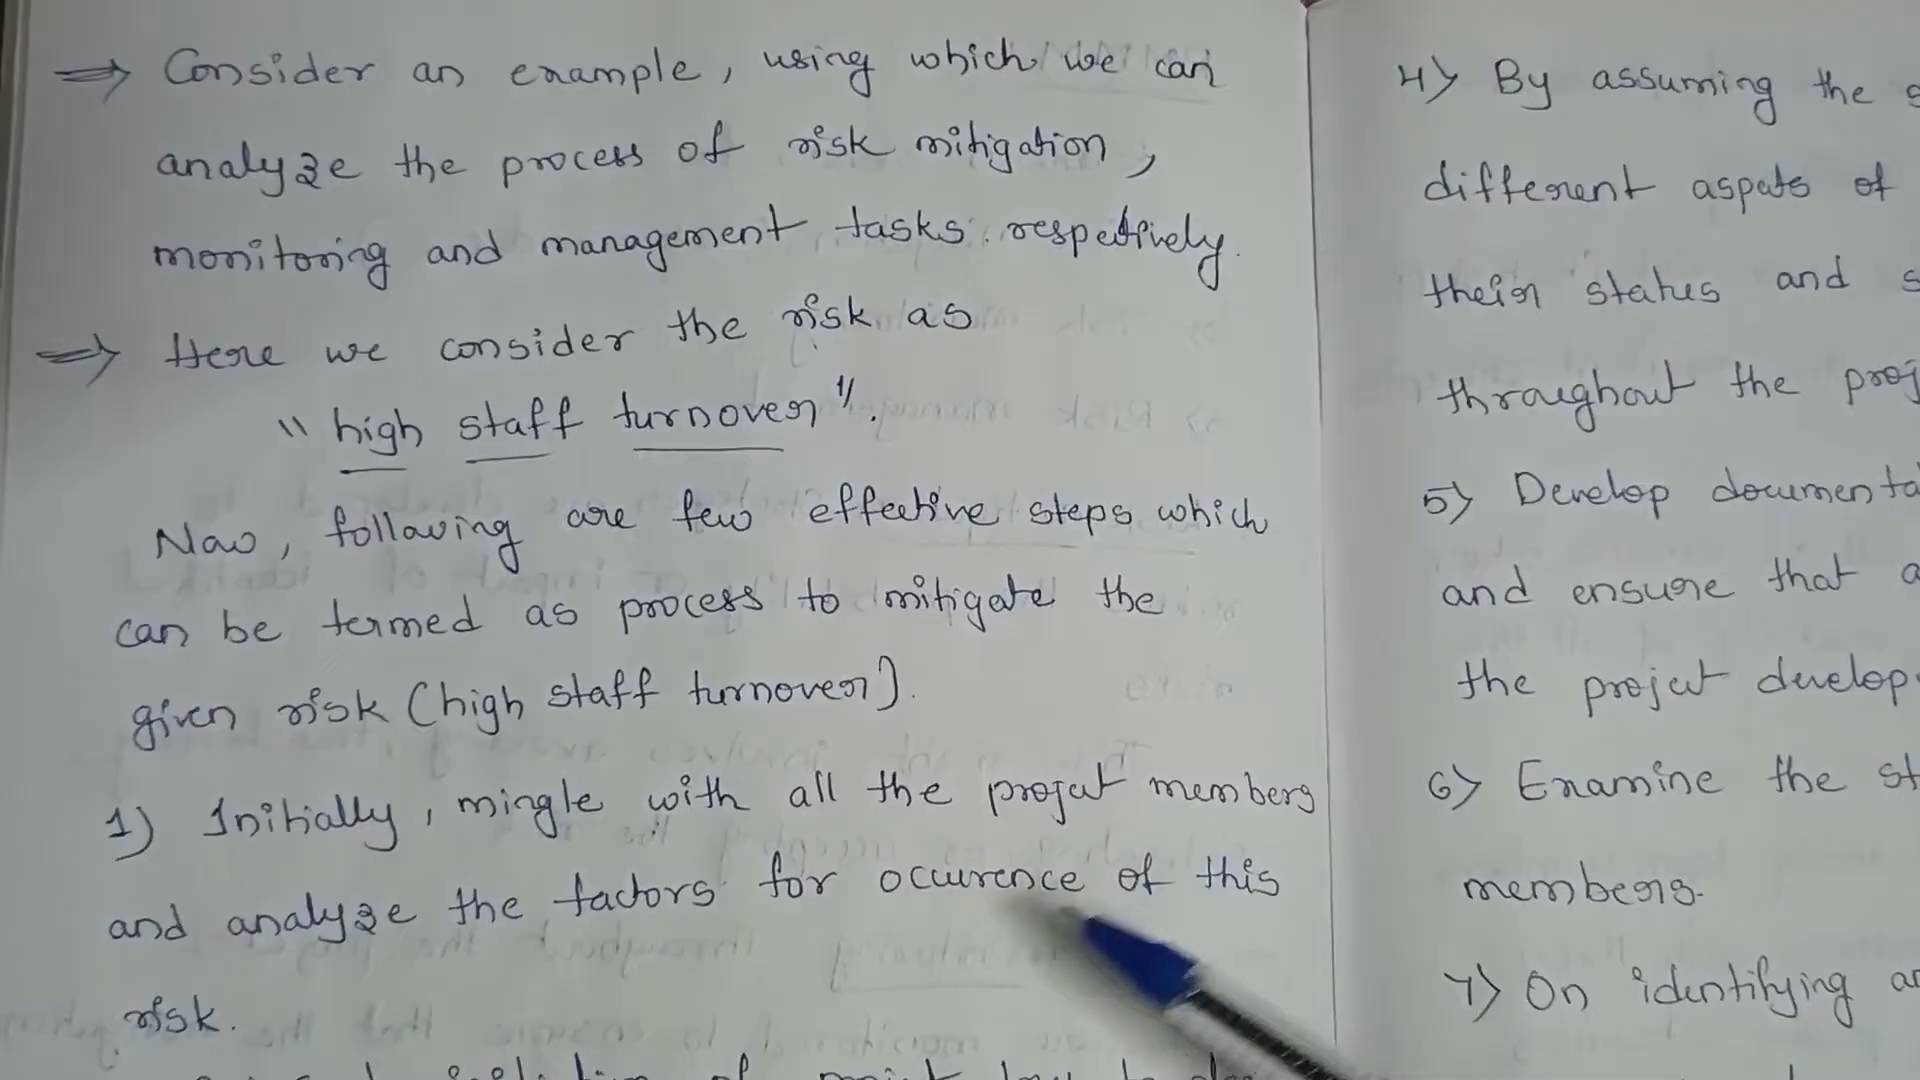 ⇒ Consider an example, using which we can
analyze the process of risk mitigation,
monitoring and management tasks respectively.
⇒ Here we consider the risk as
"high staff turnover".
Now, following are few effective steps which
can be termed as process to mitigate the
given risk (high staff turnover).
1) Initially, mingle with all the project members
and analyze the factors for occurence of this
risk.
4) By assuming the
different aspats of
their status and
throughout the proj
5) Develop documenta
and ensure that a
the project develop
6) Examine the st
members.
7) On identifying an